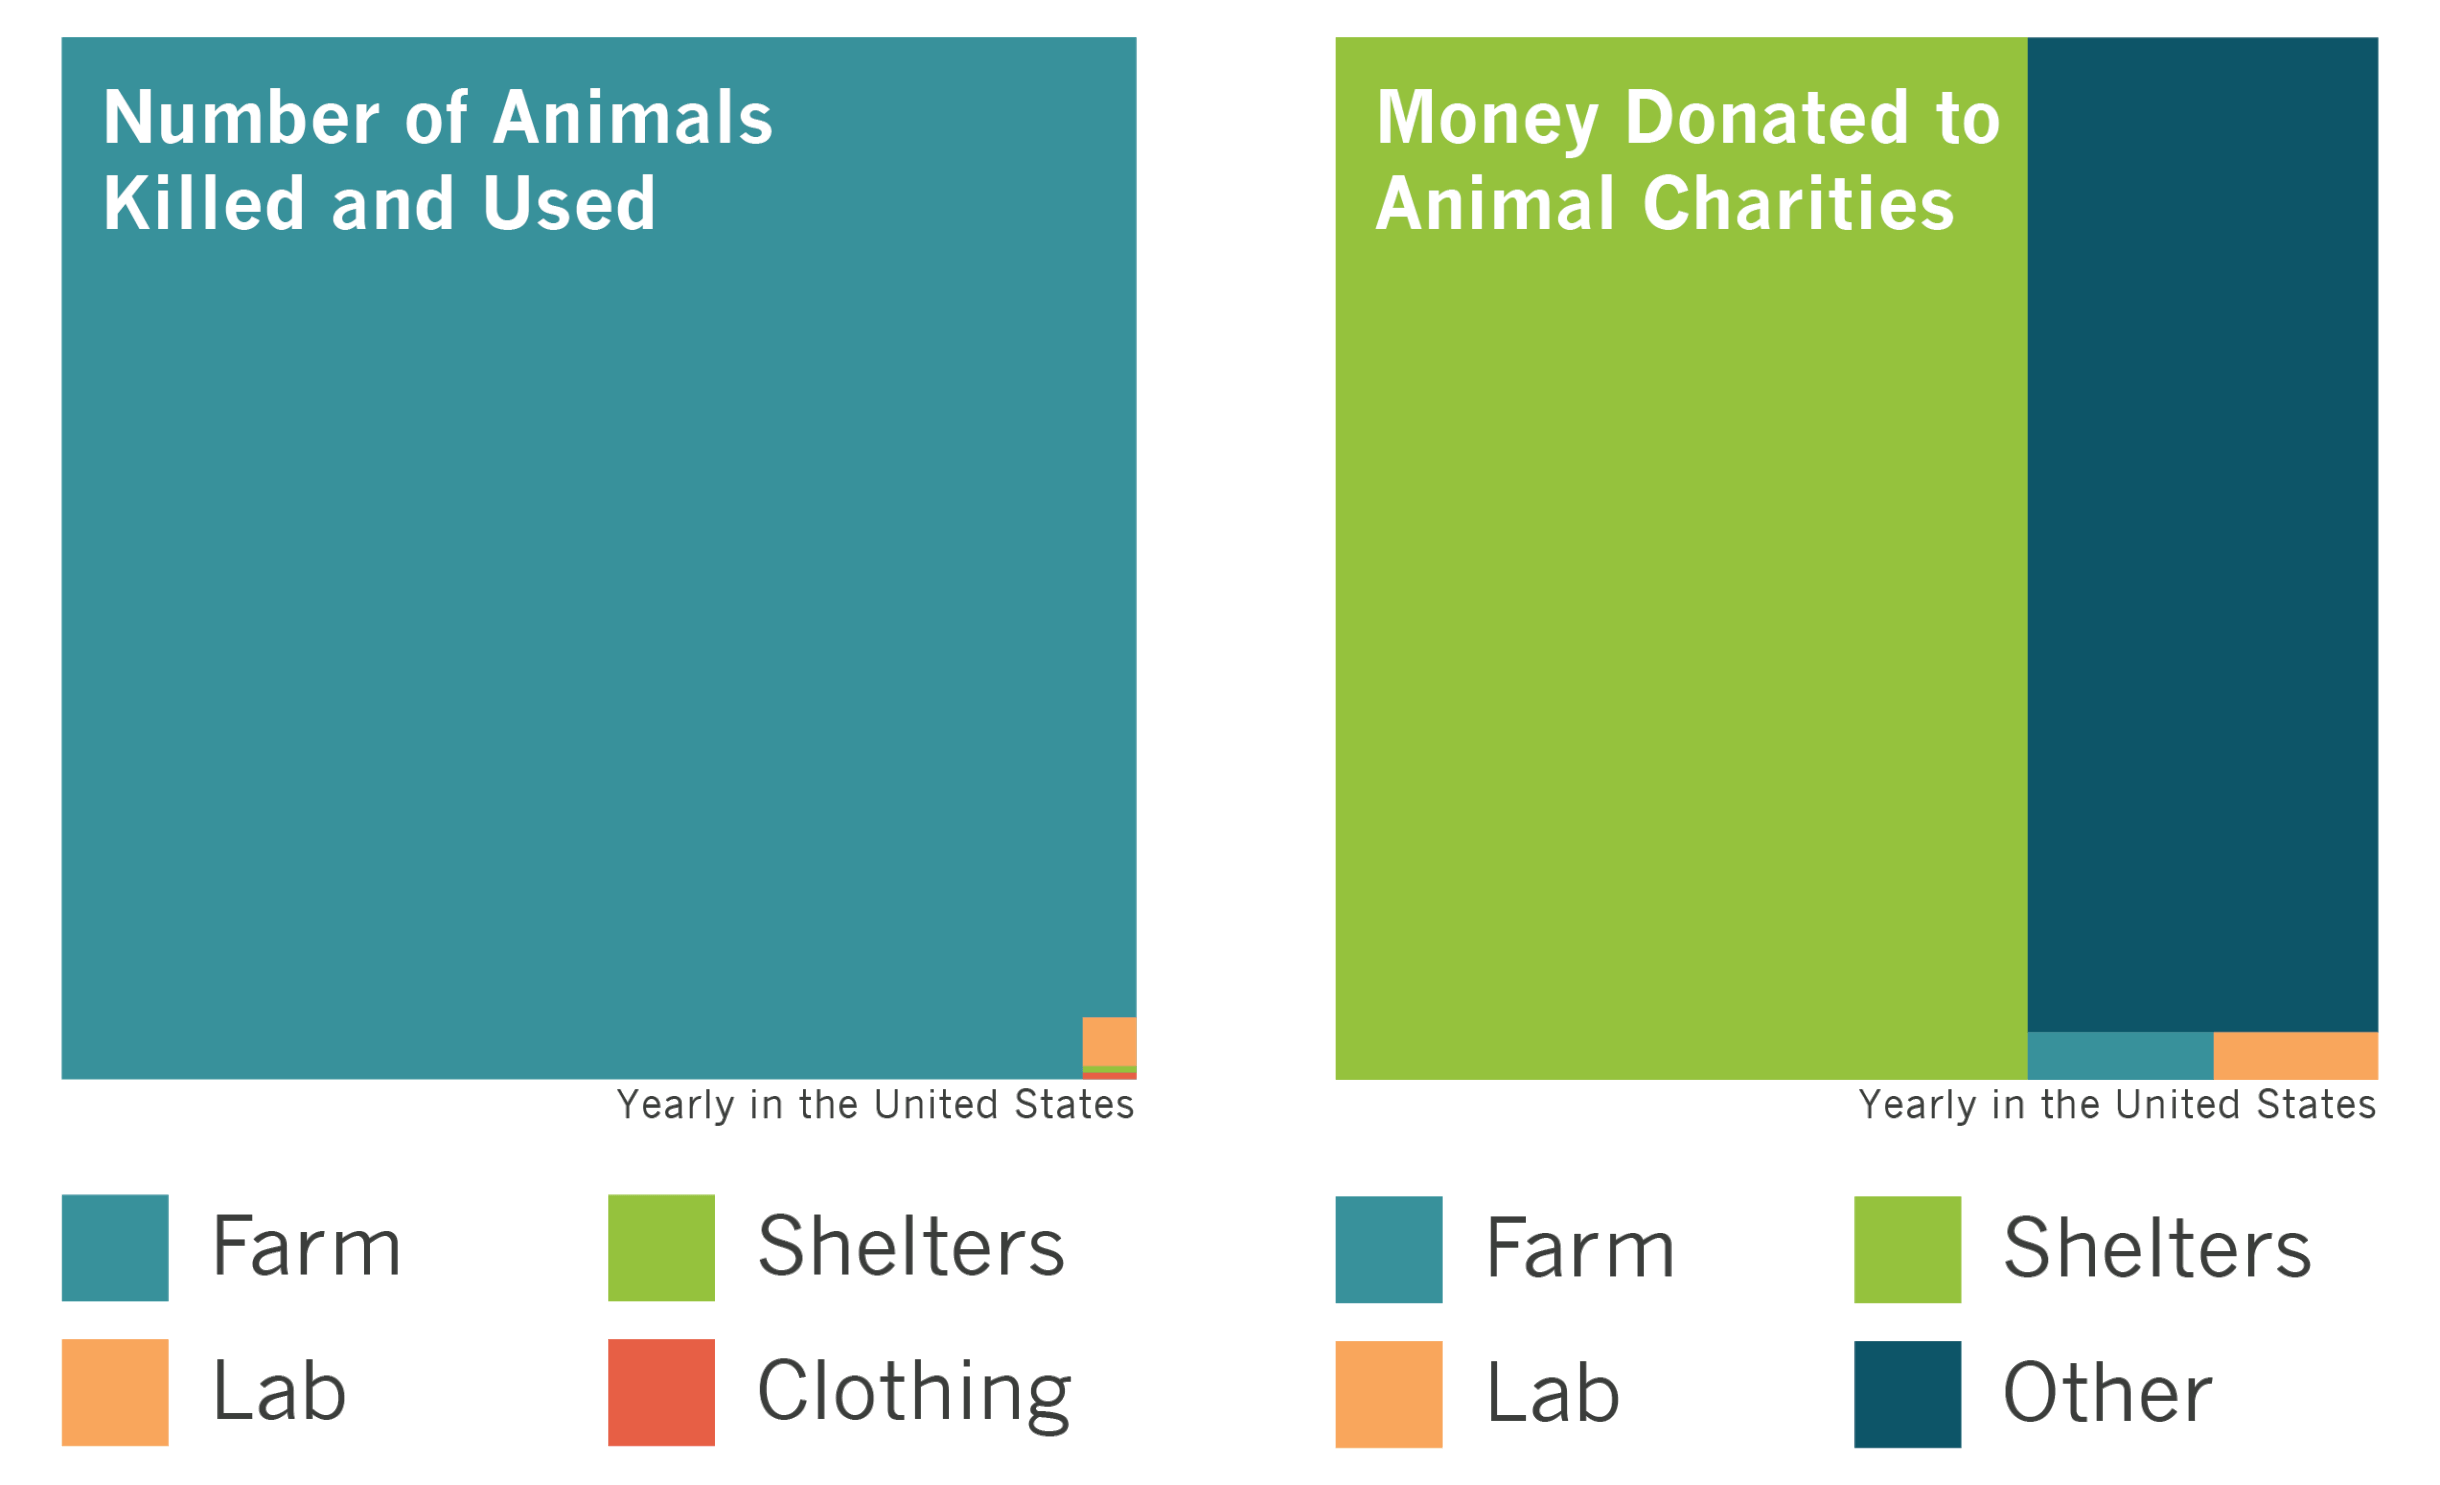 Number of Animals
Killed and Used
Yearly in the United States
Farm
Shelters
Lab
Clothing
Money Donated to
Animal Charities
Yearly in the United States
Farm
Shelters
Lab
Other